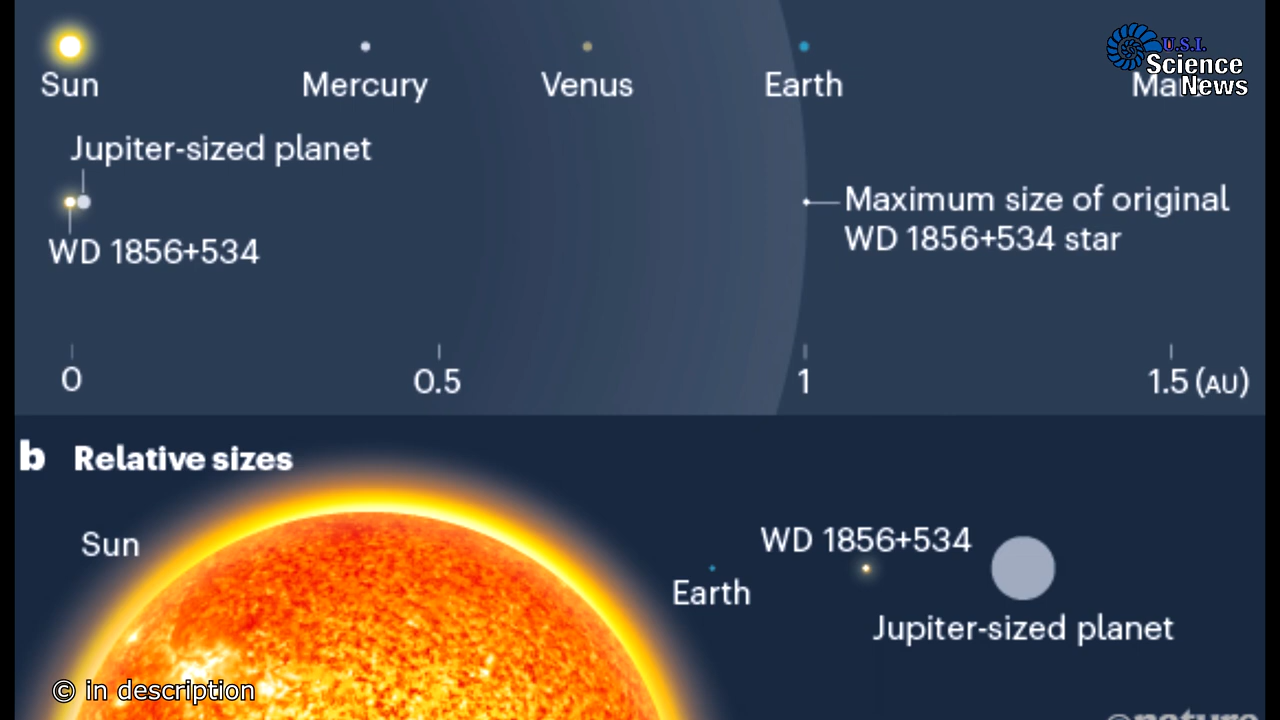 Sun
Mercury
Venus
Earth
U.S.I.
Science
News
Jupiter-sized planet
WD 1856+534
Maximum size of original
WD 1856+534 star
0
0.5
1
1.5 (AU)
b Relative sizes
Sun
Earth
WD 1856+534
Jupiter-sized planet
© in description